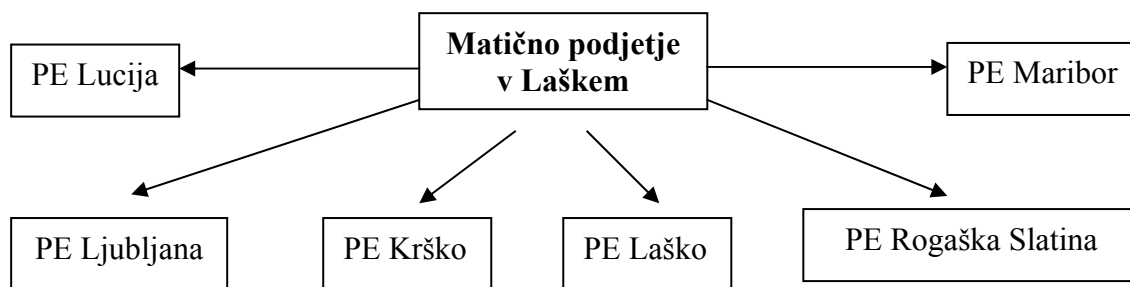 Matično podjetje
v Laškem
PE Lucija
PE Maribor
PE Ljubljana
PE Krško
PE Laško
PE Rogaška Slatina